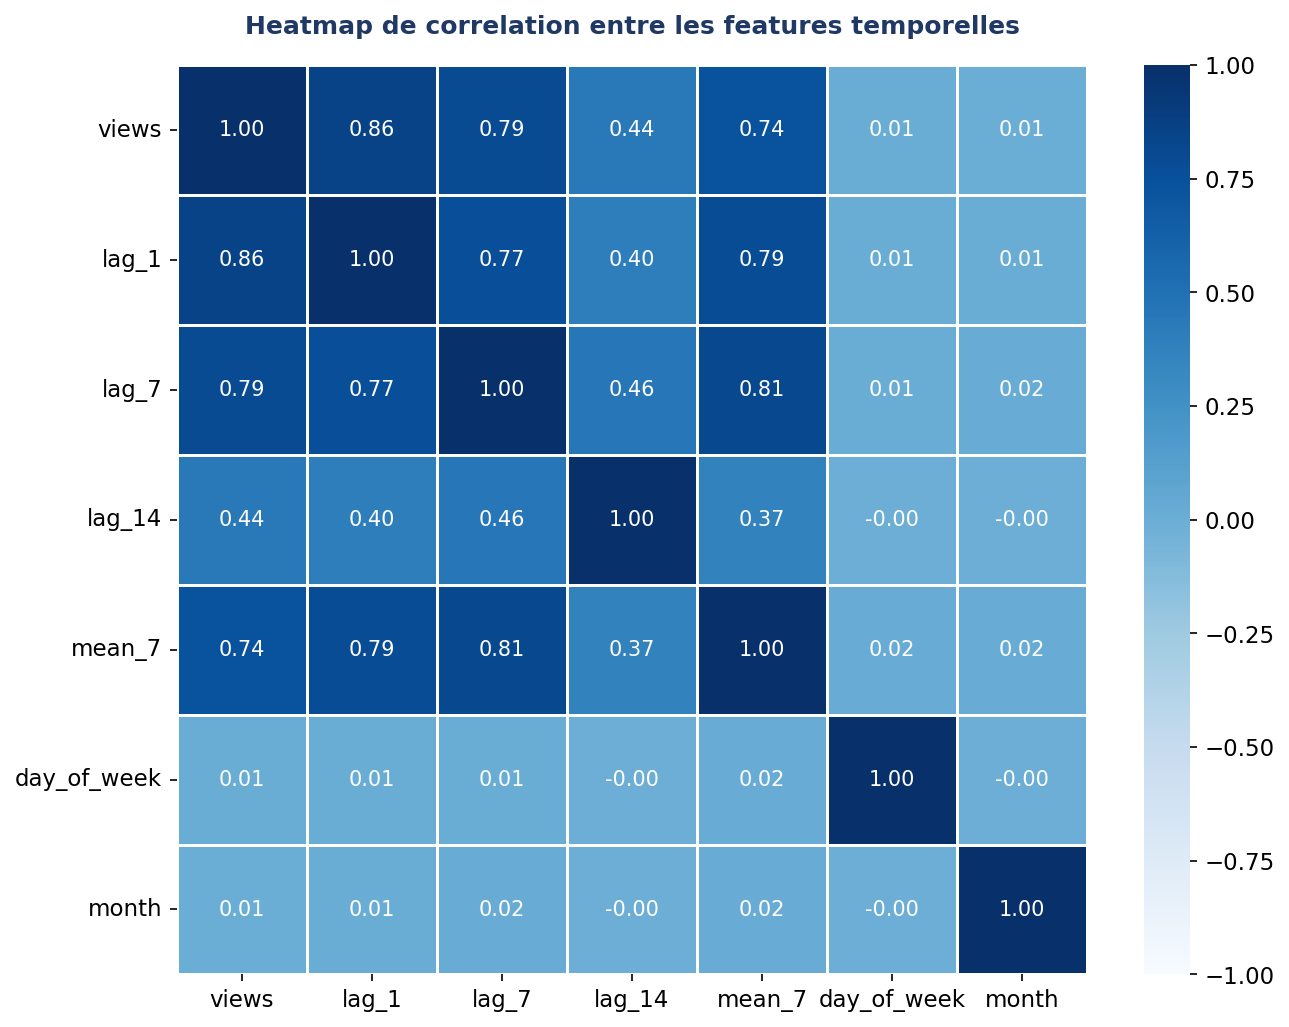 Heatmap de correlation entre les features temporelles
views 1.00 0.86 0.79 0.44 0.74 0.01 0.01
lag_1 0.86 1.00 0.77 0.40 0.79 0.01 0.01
lag_7 0.79 0.77 1.00 0.46 0.81 0.01 0.02
lag_14 0.44 0.40 0.46 1.00 0.37 -0.00 -0.00
mean_7 0.74 0.79 0.81 0.37 1.00 0.02 0.02
day_of_week 0.01 0.01 0.01 -0.00 0.02 1.00 -0.00
month 0.01 0.01 0.02 -0.00 0.02 -0.00 1.00
views lag_1 lag_7 lag_14 mean_7 day_of_week month
1.00
0.75
0.50
0.25
0.00
−0.25
−0.50
−0.75
−1.00